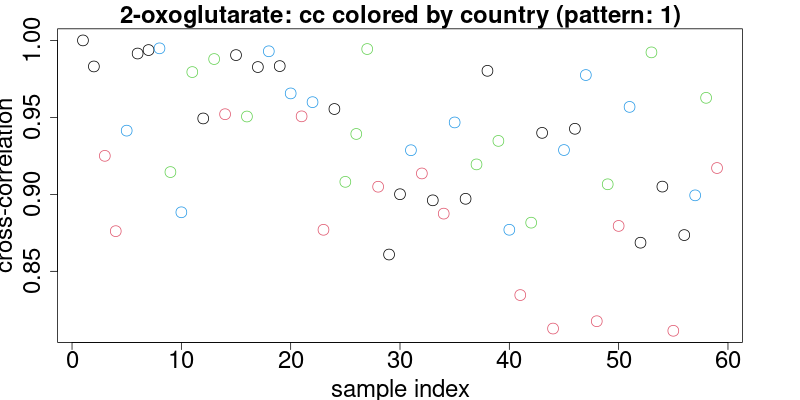 2-oxoglutarate: cc colored by country (pattern: 1)
cross-correlation
1.00
0.95
0.90
0.85
0 10 20 30 40 50 60
sample index